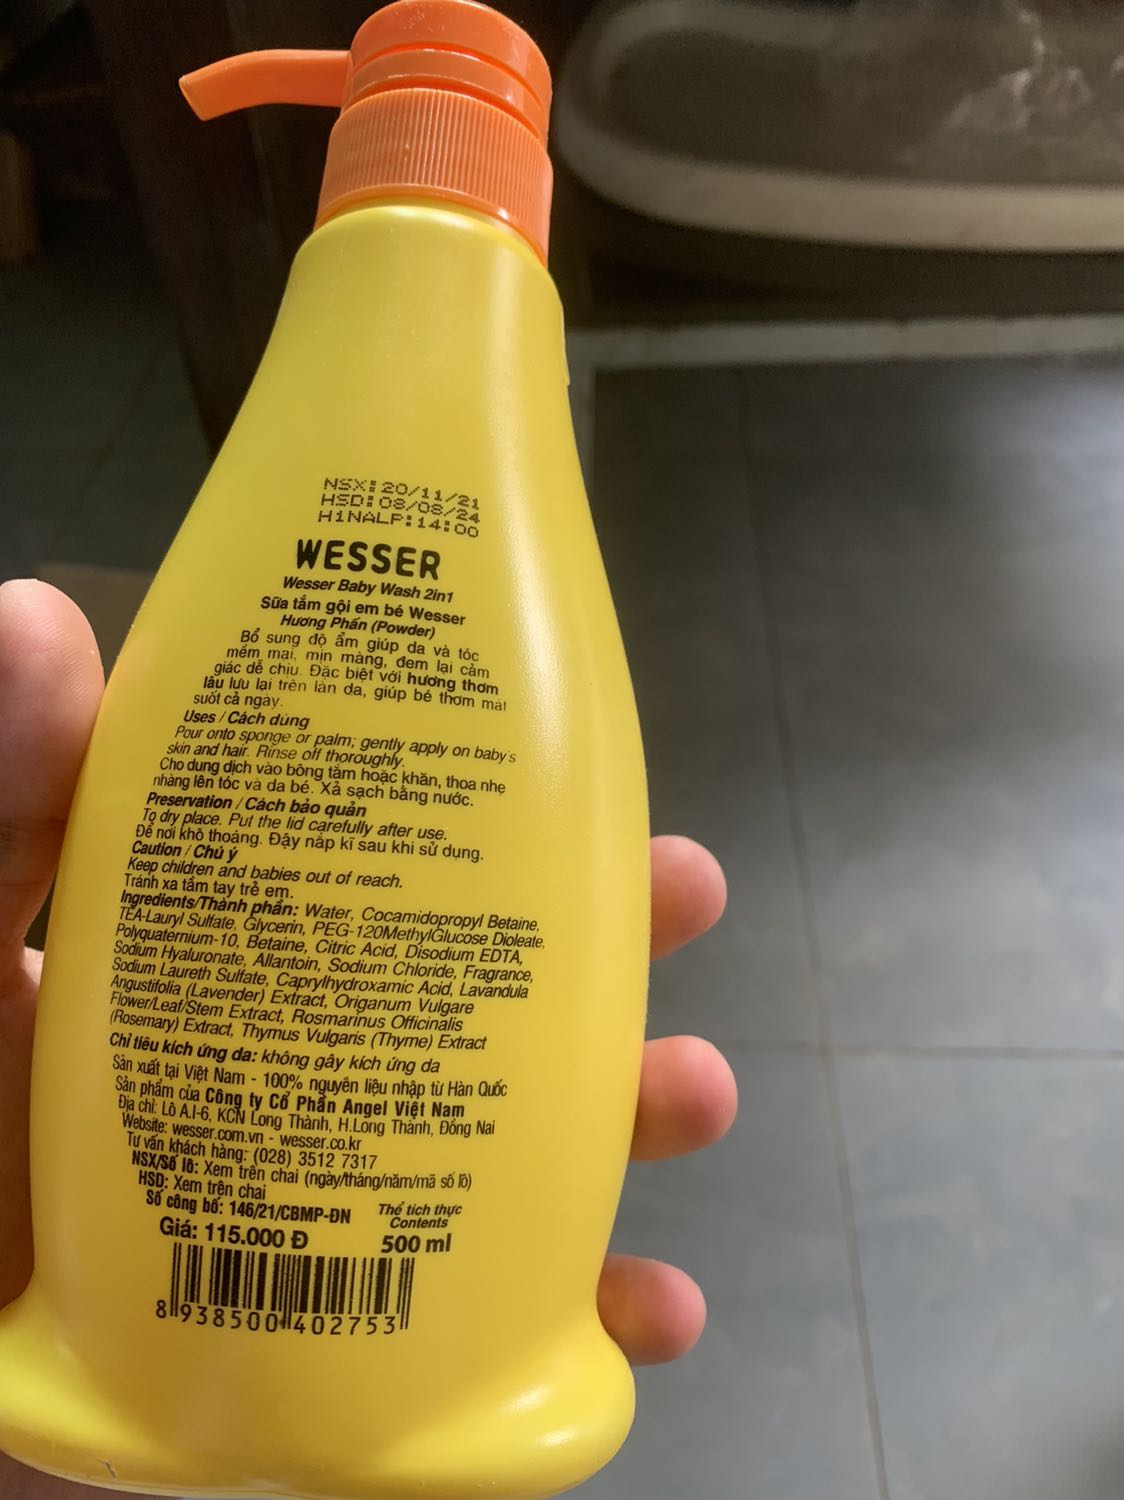 NSX:20/11/21
HSD:08/08/24
H1NALP:14:00
WESSER
Wesser Baby Wash 2in1
Sữa tắm gội em bé Wesser
Hương Phấn (Powder)
Bổ sung độ ẩm giúp da và tóc
mềm mại, mịn màng, đem lại cảm
giác dễ chịu. Đặc biệt với hương thơm
lâu lưu lại trên làn da, giúp bé thơm mát
suốt cả ngày.
Uses / Cách dùng
Pour onto sponge or palm; gently apply on baby's
skin and hair. Rinse off thoroughly.
Cho dung dịch vào bông tắm hoặc khăn, thoa nhẹ
nhàng lên tóc và da bé. Xả sạch bằng nước.
Preservation / Cách bảo quản
To dry place. Put the lid carefully after use.
Để nơi khô thoáng. Đậy nắp kĩ sau khi sử dụng.
Caution / Chú ý
Keep children and babies out of reach.
Tránh xa tầm tay trẻ em.
Ingredients/Thành phần: Water, Cocamidopropyl Betaine,
TEA-Lauryl Sulfate, Glycerin, PEG-120MethylGlucose Dioleate,
Polyquaternium-10, Betaine, Citric Acid, Disodium EDTA,
Sodium Hyaluronate, Allantoin, Sodium Chloride, Fragrance,
Sodium Laureth Sulfate, Caprylhydroxamic Acid, Lavandula
Angustifolia (Lavender) Extract, Origanum Vulgare
Flower/Leaf/Stem Extract, Rosmarinus Officinalis
(Rosemary) Extract, Thymus Vulgaris (Thyme) Extract
Chỉ tiêu kích ứng da: không gây kích ứng da
Sản xuất tại Việt Nam - 100% nguyên liệu nhập từ Hàn Quốc
Sản phẩm của Công ty Cổ Phần Angel Việt Nam
Địa chỉ: Lô A.I-6, KCN Long Thành, H.Long Thành, Đồng Nai
Website: wesser.com.vn - wesser.co.kr
Tư vấn khách hàng: (028) 3512 7317
NSX/Số lô: Xem trên chai (ngày/tháng/năm/mã số lô)
HSD: Xem trên chai
Số công bố: 146/21/CBMP-ĐN
Giá: 115.000 Đ
Thể tích thực
Contents
500 ml
8 938500 402753